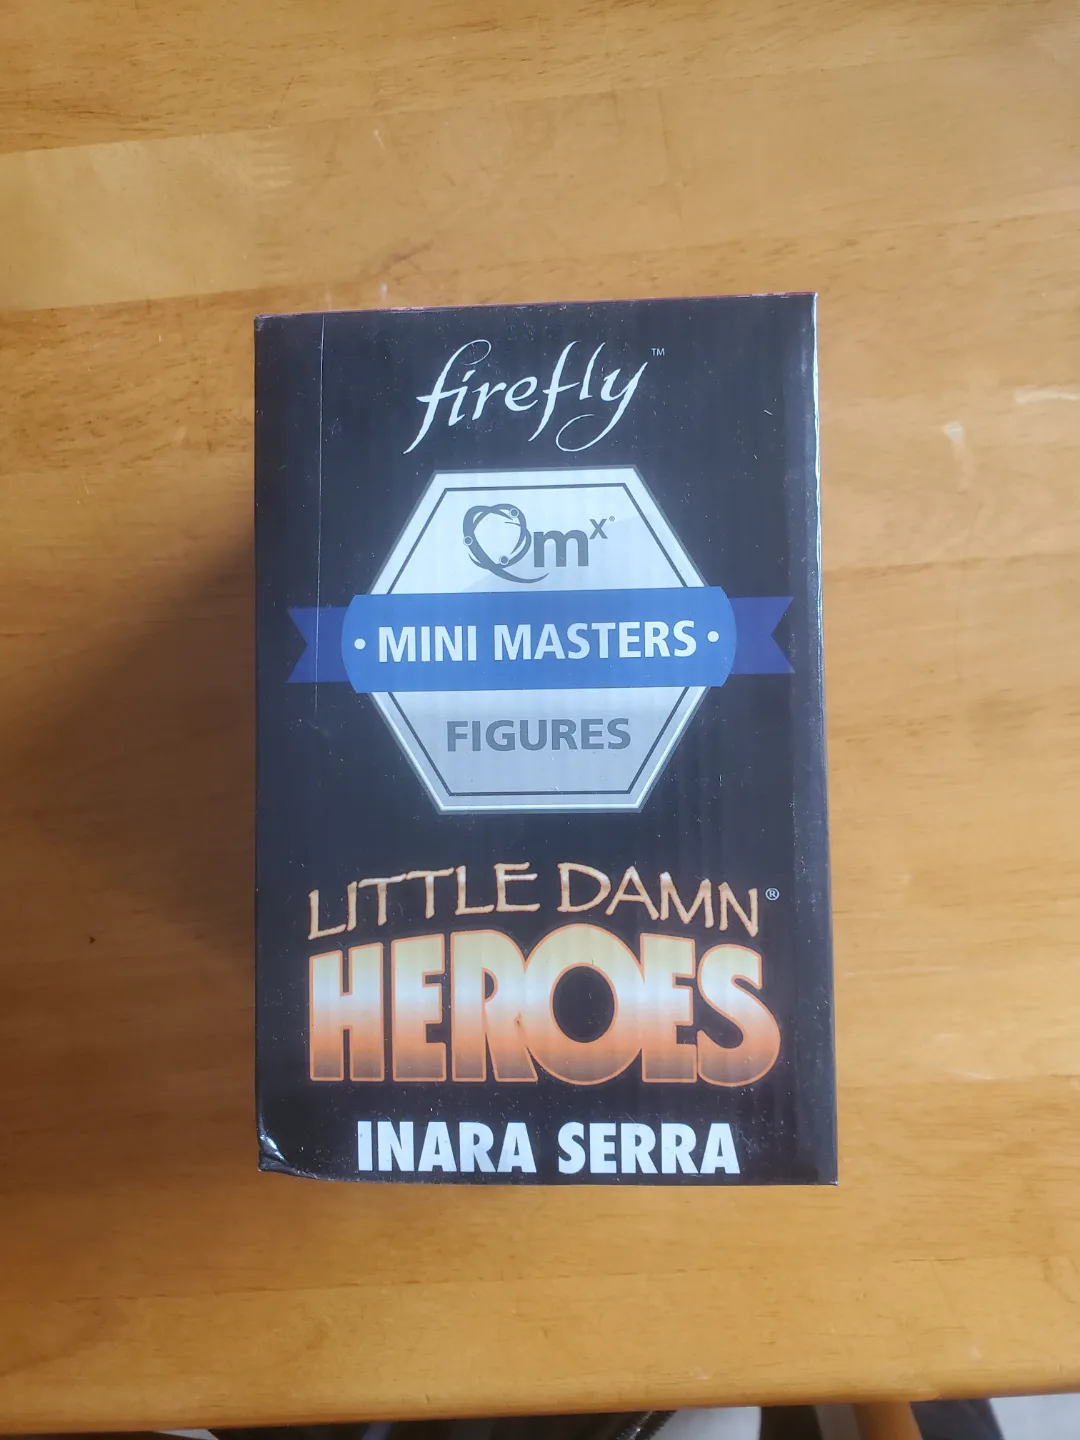 firefly™
Qmx®
• MINI MASTERS •
FIGURES
LITTLE DAMN®
HEROES
INARA SERRA